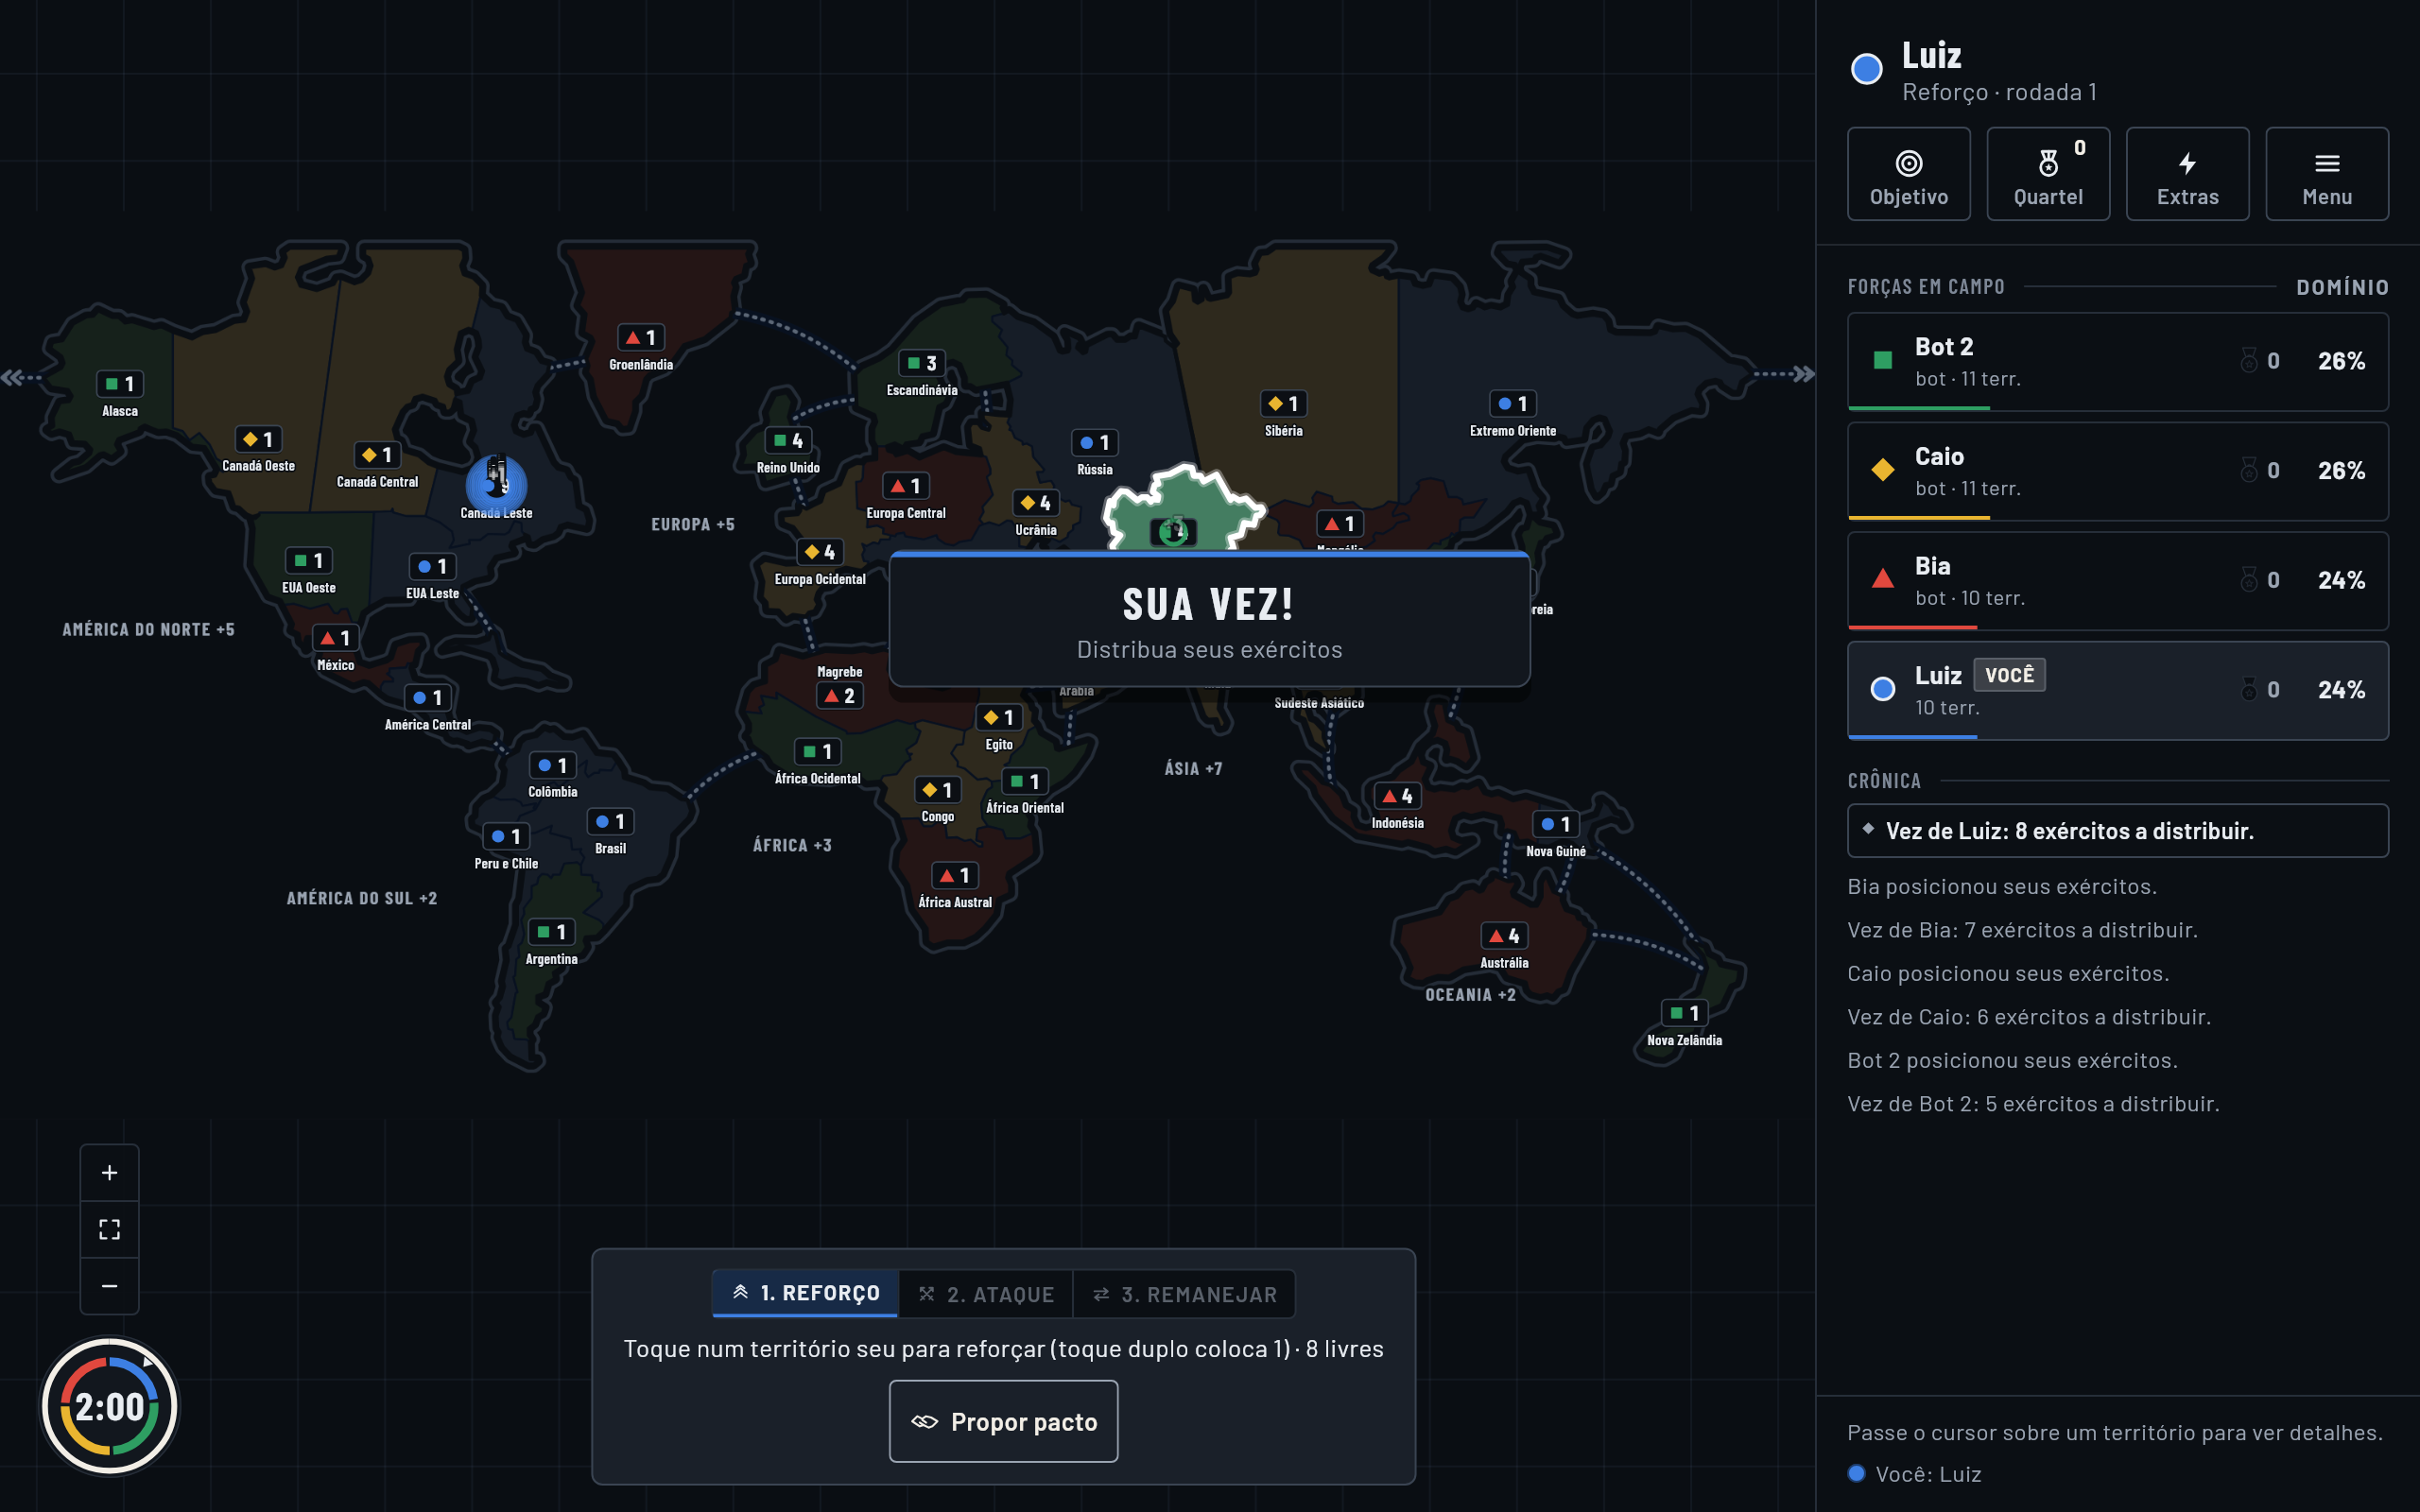 Luiz
Reforço · rodada 1
Objetivo
0
Quartel
Extras
Menu
FORÇAS EM CAMPO
DOMÍNIO
Bot 2
bot · 11 terr.
0
26%
Caio
bot · 11 terr.
0
26%
Bia
bot · 10 terr.
0
24%
Luiz VOCÊ
10 terr.
0
24%
CRÔNICA
Vez de Luiz: 8 exércitos a distribuir.
Bia posicionou seus exércitos.
Vez de Bia: 7 exércitos a distribuir.
Caio posicionou seus exércitos.
Vez de Caio: 6 exércitos a distribuir.
Bot 2 posicionou seus exércitos.
Vez de Bot 2: 5 exércitos a distribuir.
Passe o cursor sobre um território para ver detalhes.
Você: Luiz
1
Groenlândia
3
Escandinávia
1
Alasca
1
Sibéria
1
Extremo Oriente
1
Canadá Oeste
1
Canadá Central
4
Reino Unido
1
Rússia
Canadá Leste
1
Europa Central
4
Ucrânia
EUROPA +5
1
4
Europa Ocidental
1
EUA Oeste
1
EUA Leste
AMÉRICA DO NORTE +5
1
México
SUA VEZ!
Distribua seus exércitos
Magrebe
2
Arábia
Sudeste Asiático
1
América Central
1
Egito
1
África Ocidental
1
Colômbia
ÁSIA +7
1
África Oriental
1
Congo
4
Indonésia
1
Brasil
1
Peru e Chile
1
Nova Guiné
ÁFRICA +3
1
África Austral
AMÉRICA DO SUL +2
1
Argentina
4
Austrália
OCEANIA +2
1
Nova Zelândia
+
−
2:00
1. REFORÇO
2. ATAQUE
3. REMANEJAR
Toque num território seu para reforçar (toque duplo coloca 1) · 8 livres
Propor pacto